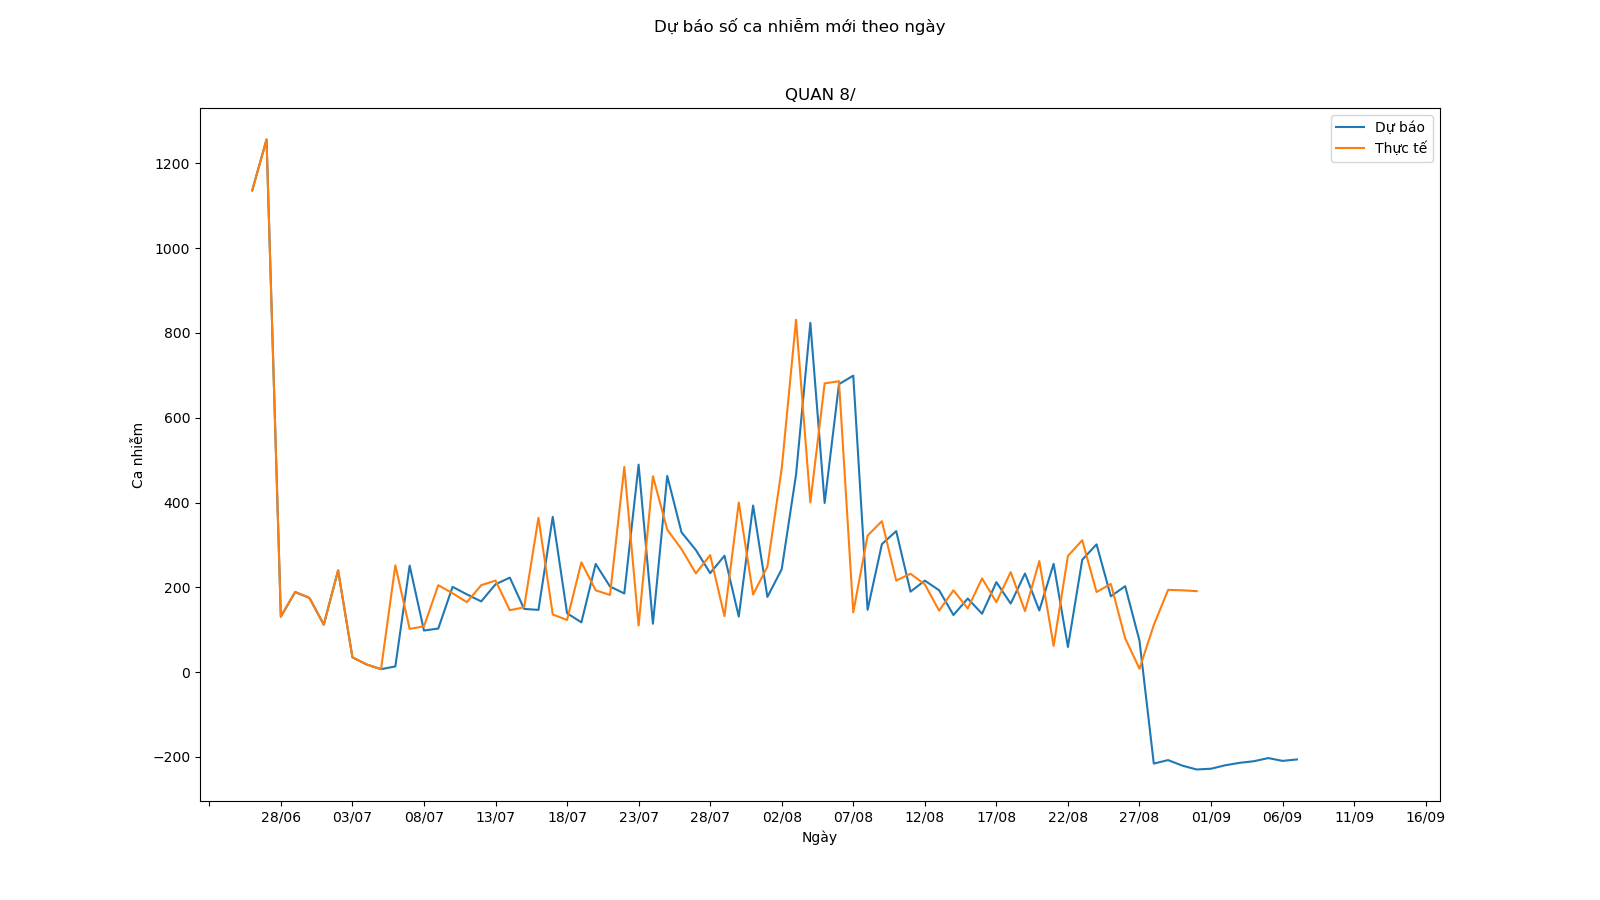 Dự báo số ca nhiễm mới theo ngày
QUAN 8/
Dự báo
Thực tế
1200
1000
800
600
400
200
0
−200
Ca nhiễm
28/06 03/07 08/07 13/07 18/07 23/07 28/07 02/08 07/08 12/08 17/08 22/08 27/08 01/09 06/09 11/09 16/09
Ngày